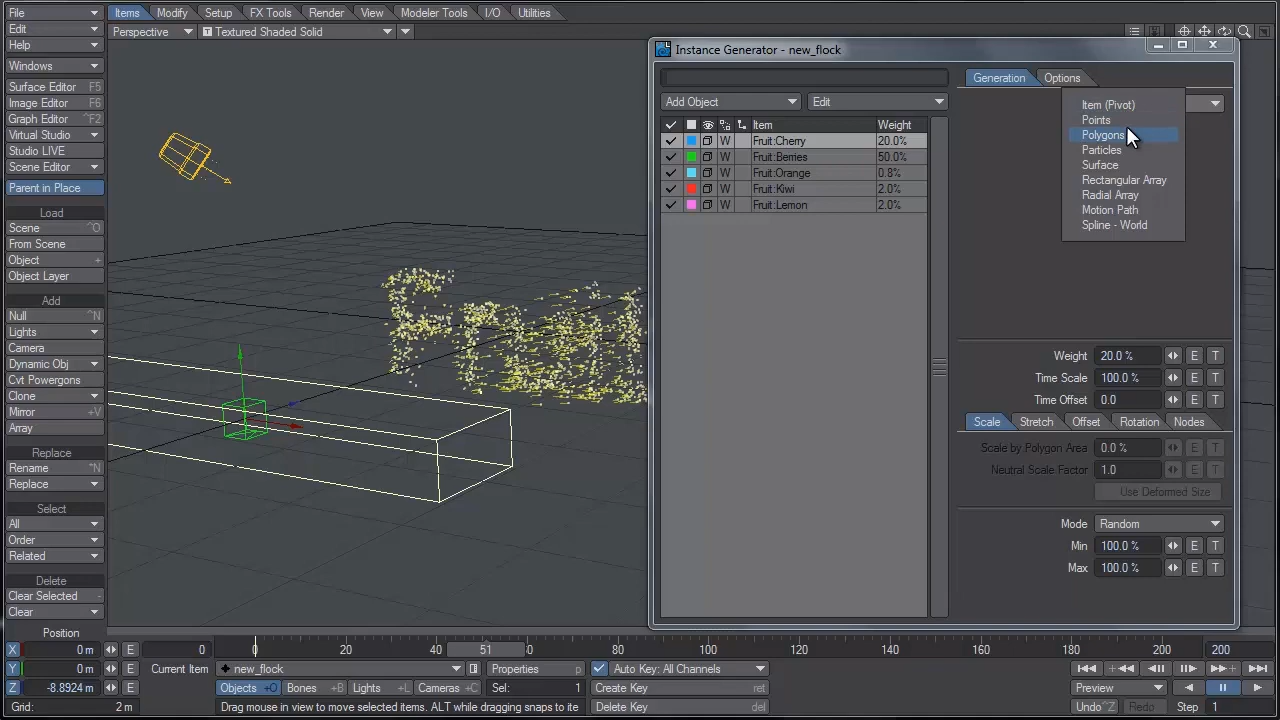 File
Items
Modify
Setup
FX Tools
Render
View
Modeler Tools
I/O
Utilities
Edit
Perspective
Textured Shaded Solid
Help
Windows
Surface Editor F5
Image Editor F6
Graph Editor ^F2
Virtual Studio
Studio LIVE
Scene Editor
Parent in Place
Load
Scene ^O
From Scene
Object +
Object Layer
Add
Null ^N
Lights
Camera
Dynamic Obj
Cvt Powergons
Clone
Mirror +V
Array
Replace
Rename ^N
Replace
Select
All
Order
Related
Delete
Clear Selected -
Clear
Instance Generator - new_flock
Add Object
Edit
Item
Weight
W Fruit:Cherry 20.0%
W Fruit:Berries 50.0%
W Fruit:Orange 0.8%
W Fruit:Kiwi 2.0%
W Fruit:Lemon 2.0%
Generation
Options
Item (Pivot)
Points
Polygons
Particles
Surface
Rectangular Array
Radial Array
Motion Path
Spline - World
Weight 20.0 % E T
Time Scale 100.0 % E T
Time Offset 0.0 E T
Scale
Stretch
Offset
Rotation
Nodes
Scale by Polygon Area 0.0 % E T
Neutral Scale Factor 1.0 E T
Use Deformed Size
Mode Random
Min 100.0 % E T
Max 100.0 % E T
Position
X 0 m E
Y 0 m E
Z -8.8924 m E
Grid: 2 m
0
0 20 40 51 60 80 100 120 140 160 180 200
200
Current Item new_flock
Properties p
Auto Key: All Channels
Objects +O
Bones +B
Lights +L
Cameras +C
Sel: 1
Create Key ret
Drag mouse in view to move selected items. ALT while dragging snaps to ite
Delete Key del
Preview
Undo ^Z
Redo
Step 1